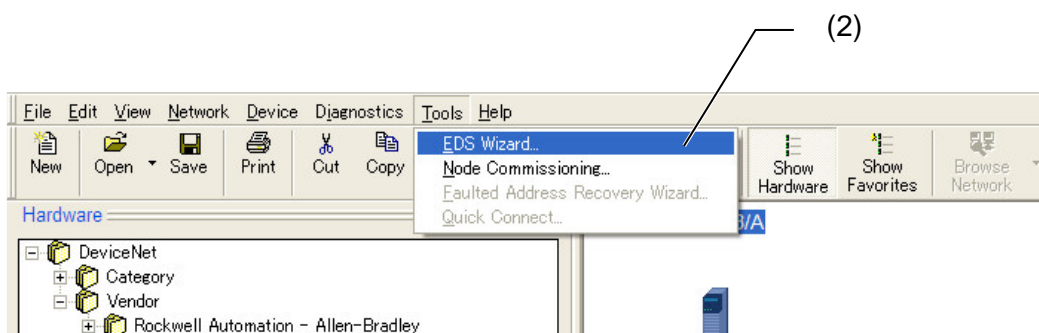 (2)
File Edit View Network Device Diagnostics Tools Help
New Open Save Print Cut Copy Show Hardware Show Favorites Browse Network
EDS Wizard...
Node Commissioning...
Faulted Address Recovery Wizard...
Quick Connect...
Hardware
/A
DeviceNet
Category
Vendor
Rockwell Automation - Allen-Bradley